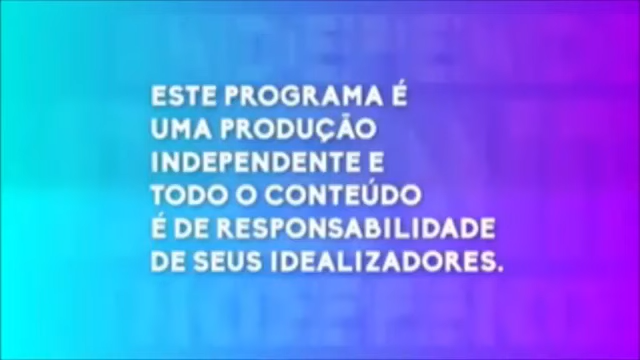 ESTE PROGRAMA É
UMA PRODUÇÃO
INDEPENDENTE E
TODO O CONTEÚDO
É DE RESPONSABILIDADE
DE SEUS IDEALIZADORES.